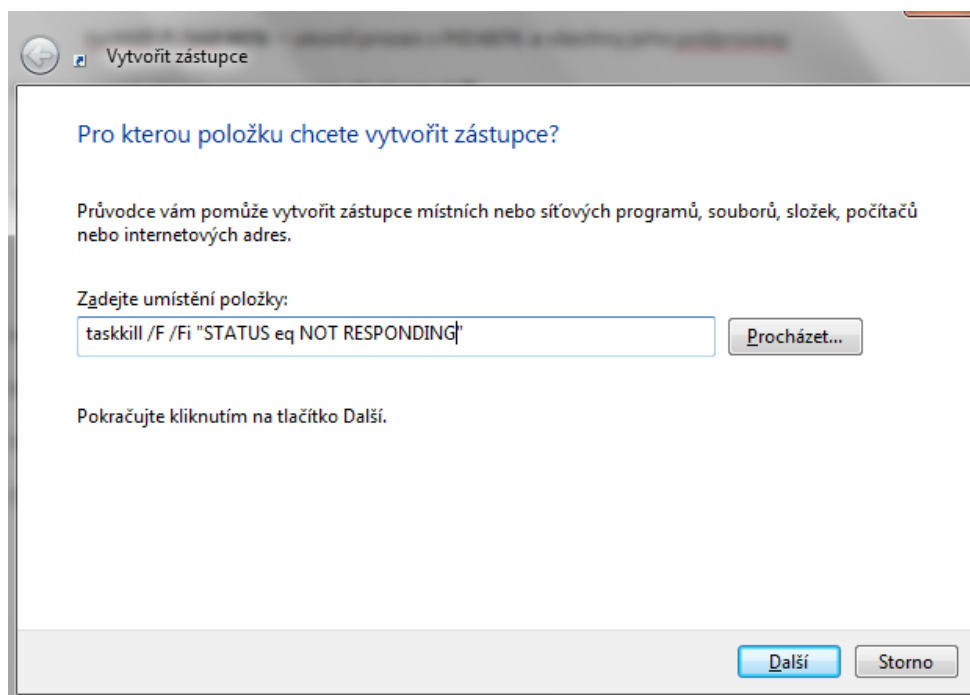 Vytvořit zástupce
Pro kterou položku chcete vytvořit zástupce?
Průvodce vám pomůže vytvořit zástupce místních nebo síťových programů, souborů, složek, počítačů
nebo internetových adres.
Zadejte umístění položky:
taskkill /F /Fi "STATUS eq NOT RESPONDING"
Procházet...
Pokračujte kliknutím na tlačítko Další.
Další
Storno